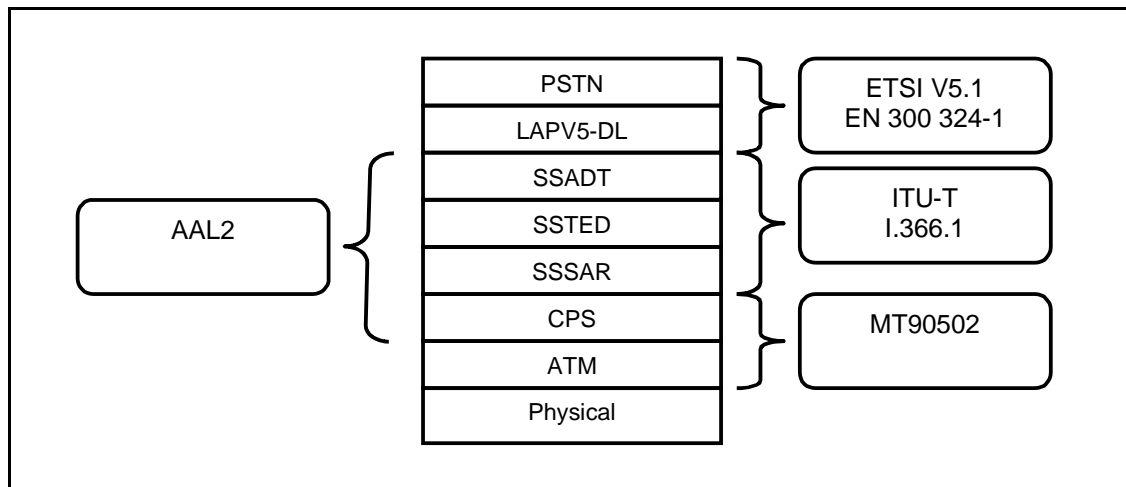 PSTN
LAPV5-DL
SSADT
SSTED
SSSAR
CPS
ATM
Physical
AAL2
ETSI V5.1
EN 300 324-1
ITU-T
I.366.1
MT90502